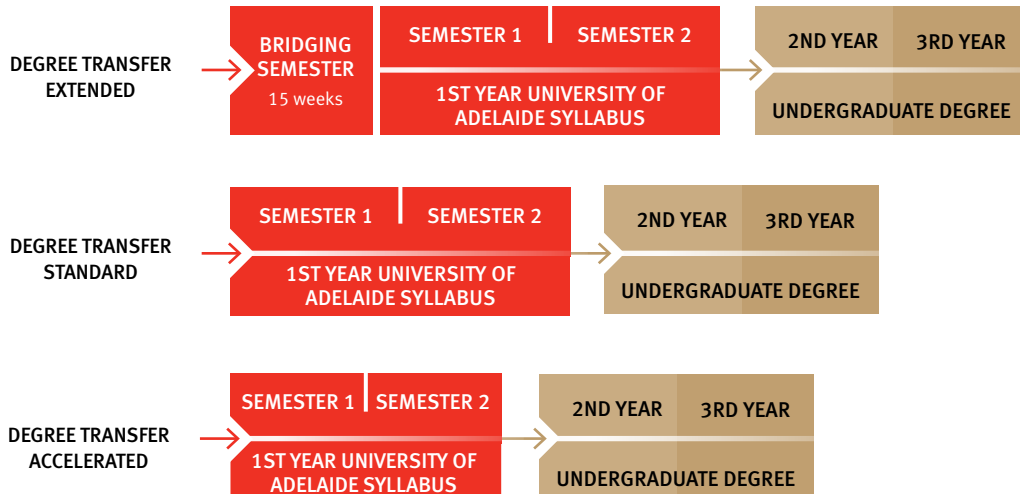 DEGREE TRANSFER
EXTENDED
BRIDGING
SEMESTER
15 weeks
SEMESTER 1
SEMESTER 2
1ST YEAR UNIVERSITY OF
ADELAIDE SYLLABUS
2ND YEAR
3RD YEAR
UNDERGRADUATE DEGREE
DEGREE TRANSFER
STANDARD
SEMESTER 1
SEMESTER 2
1ST YEAR UNIVERSITY OF
ADELAIDE SYLLABUS
2ND YEAR
3RD YEAR
UNDERGRADUATE DEGREE
DEGREE TRANSFER
ACCELERATED
SEMESTER 1
SEMESTER 2
1ST YEAR UNIVERSITY OF
ADELAIDE SYLLABUS
2ND YEAR
3RD YEAR
UNDERGRADUATE DEGREE